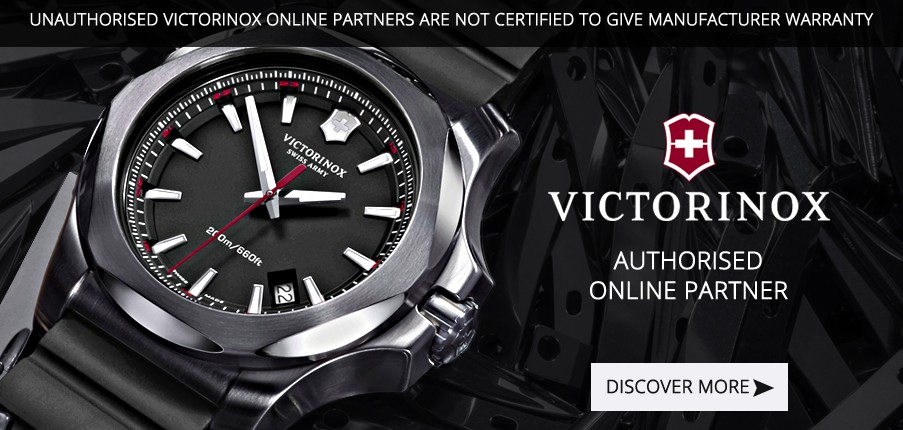 UNAUTHORISED VICTORINOX ONLINE PARTNERS ARE NOT CERTIFIED TO GIVE MANUFACTURER WARRANTY
VICTORINOX
SWISS ARMY
200m/660ft
22
MADE
VICTORINOX
AUTHORISED
ONLINE PARTNER
DISCOVER MORE